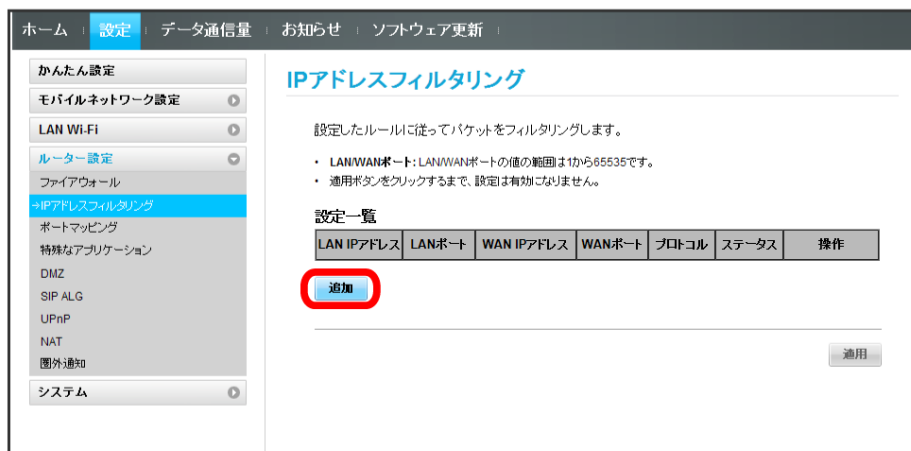 ホーム 設定 データ通信量 お知らせ ソフトウェア更新
かんたん設定
モバイルネットワーク設定
LAN Wi-Fi
ルーター設定
ファイアウォール
→IPアドレスフィルタリング
ポートマッピング
特殊なアプリケーション
DMZ
SIP ALG
UPnP
NAT
圏外通知
システム
IPアドレスフィルタリング
設定したルールに従ってパケットをフィルタリングします。
・ LAN/WANポート: LAN/WANポートの値の範囲は1から65535です。
・ 適用ボタンをクリックするまで、設定は有効になりません。
設定一覧
LAN IPアドレス LANポート WAN IPアドレス WANポート プロトコル ステータス 操作
追加
適用